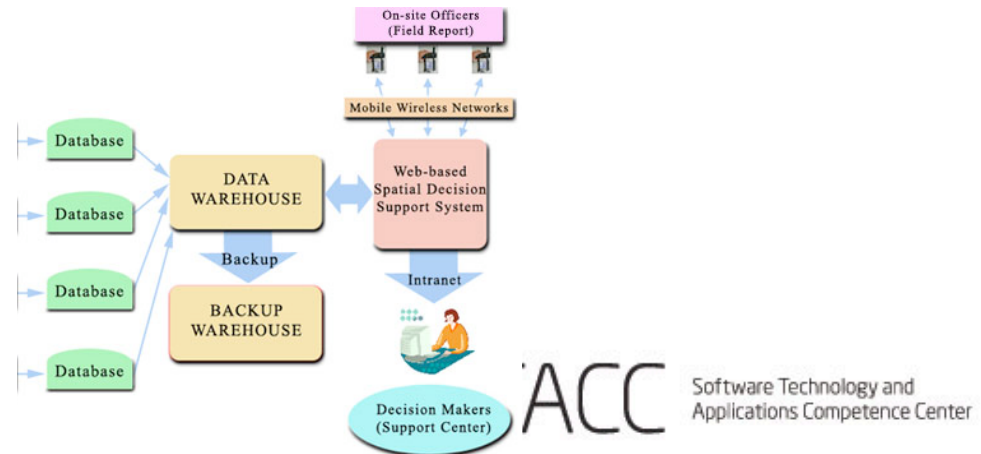 On-site Officers
(Field Report)
Mobile Wireless Networks
Database
DATA
WAREHOUSE
Web-based
Spatial Decision
Support System
Database
Backup
Intranet
Database
BACKUP
WAREHOUSE
Database
Decision Makers
(Support Center)
ACC
Software Technology and
Applications Competence Center